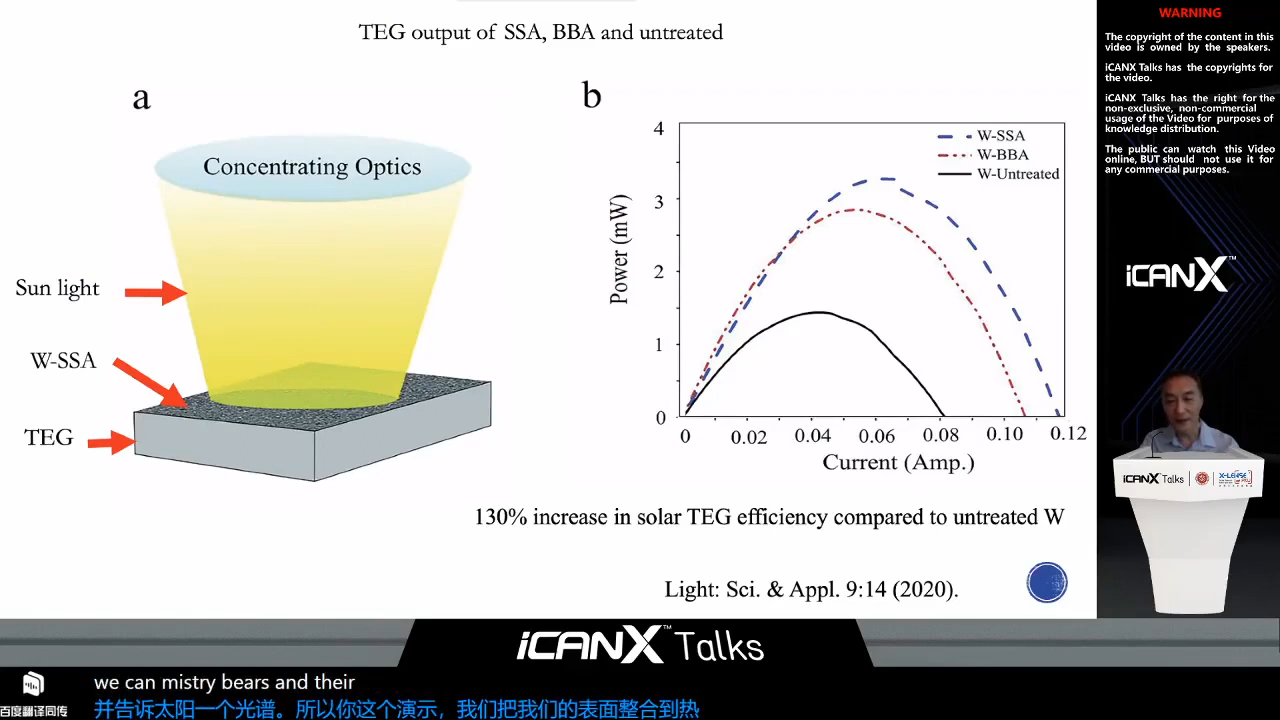 TEG output of SSA, BBA and untreated
a
Concentrating Optics
Sun light
W-SSA
TEG
b
W-SSA
W-BBA
W-Untreated
4
3
2
1
0
Power (mW)
0
0.02
0.04
0.06
0.08
0.10
0.12
Current (Amp.)
130% increase in solar TEG efficiency compared to untreated W
Light: Sci. & Appl. 9:14 (2020).
WARNING
The copyright of the content in this
video is owned by the speakers.
iCANX Talks has the copyrights for
the video.
iCANX Talks has the right for the
non-exclusive, non-commercial
usage of the Video for purposes of
knowledge distribution.
The public can watch this Video
online, BUT should not use it for
any commercial purposes.
iCANX™
iCANX Talks
X-LENSE
iCANX™ Talks
we can mistry bears and their
并告诉太阳一个光谱。所以你这个演示，我们把我们的表面整合到热
百度翻译同传